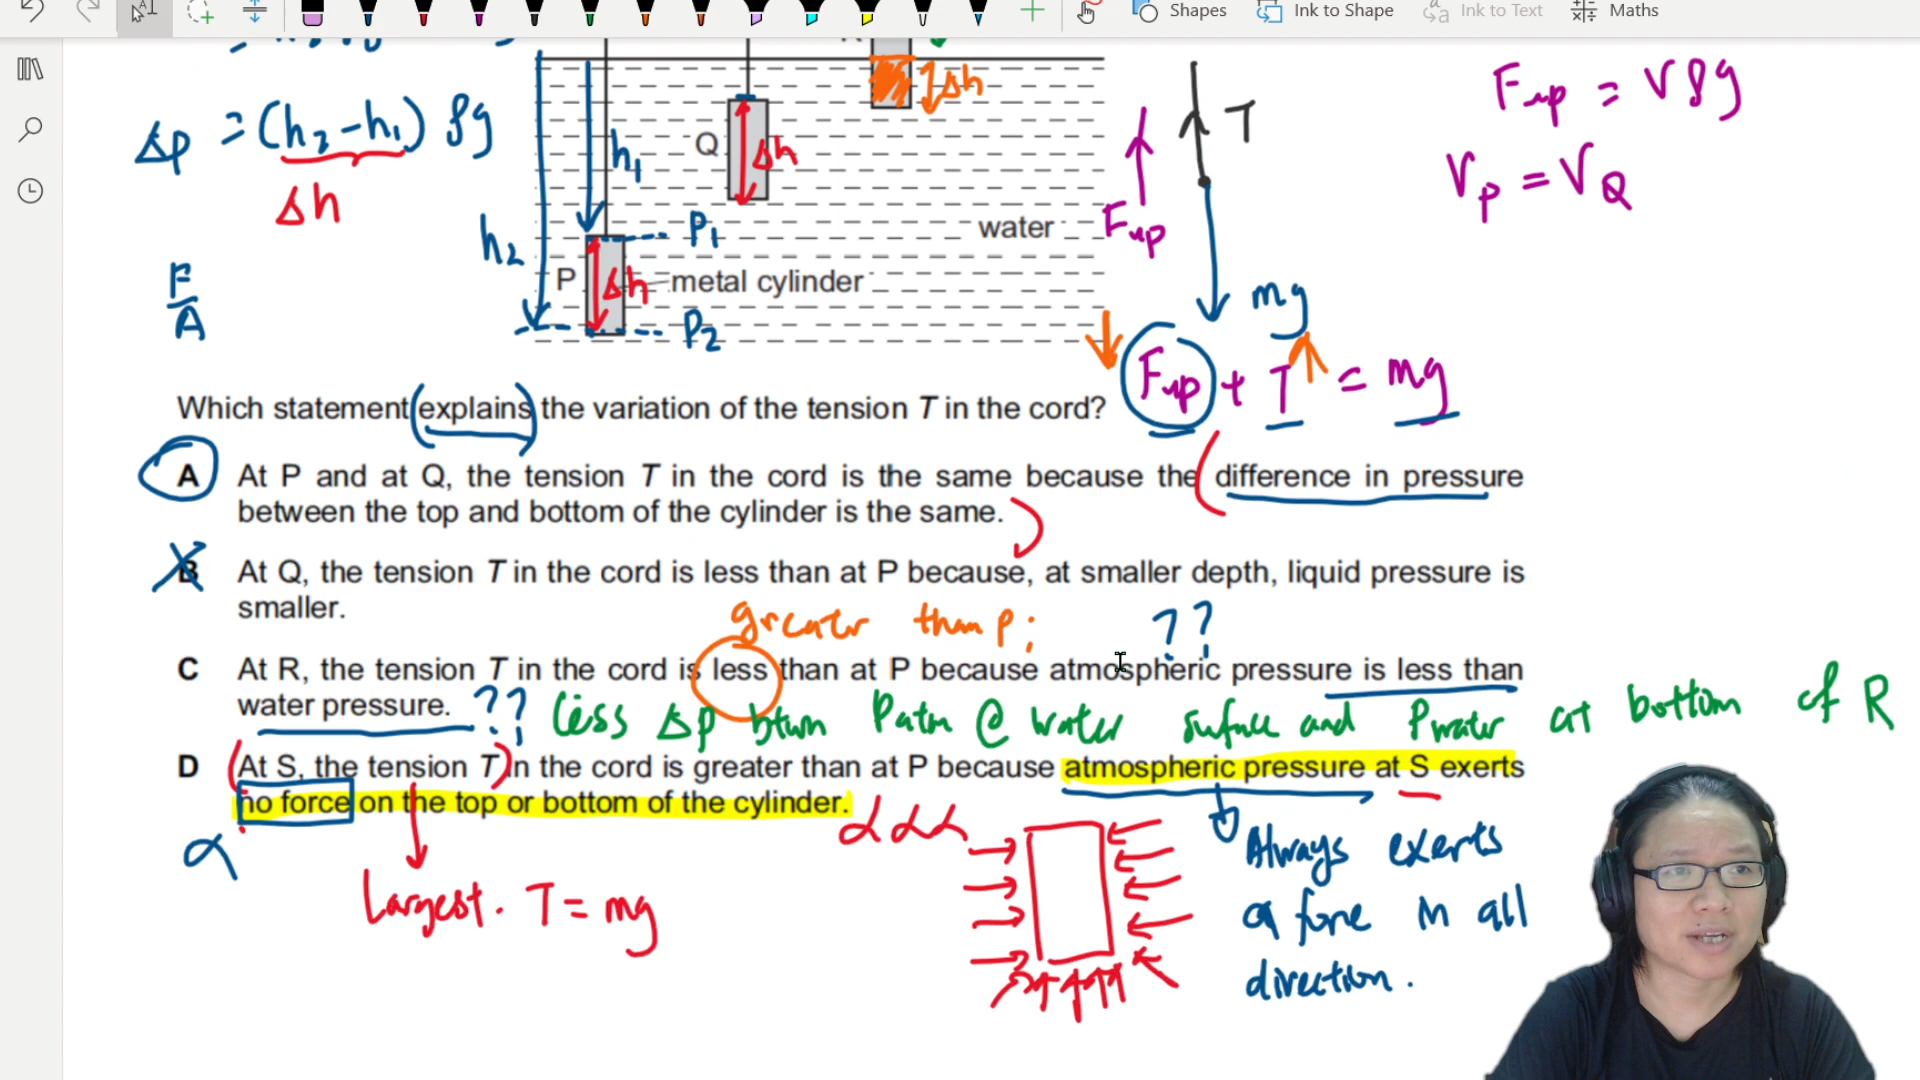 Shapes Ink to Shape Ink to Text Maths
Δh
F up = Vρg
Δp = (h2 - h1) ρg
T
h1
Q
Δh
Vp = VQ
Δh
h2
P1
water
F up
F/A
P
Δh
metal cylinder
mg
P2
F up + T = mg
Which statement explains the variation of the tension T in the cord?
A At P and at Q, the tension T in the cord is the same because the difference in pressure
between the top and bottom of the cylinder is the same.
B At Q, the tension T in the cord is less than at P because, at smaller depth, liquid pressure is
smaller.
greater than P;
??
C At R, the tension T in the cord is less than at P because atmospheric pressure is less than
water pressure. ??
less Δp btwn Patm @ water surface and Pwater at bottom of R
D At S, the tension T in the cord is greater than at P because atmospheric pressure at S exerts
no force on the top or bottom of the cylinder.
Largest. T = mg
Always exerts
a force in all
direction.